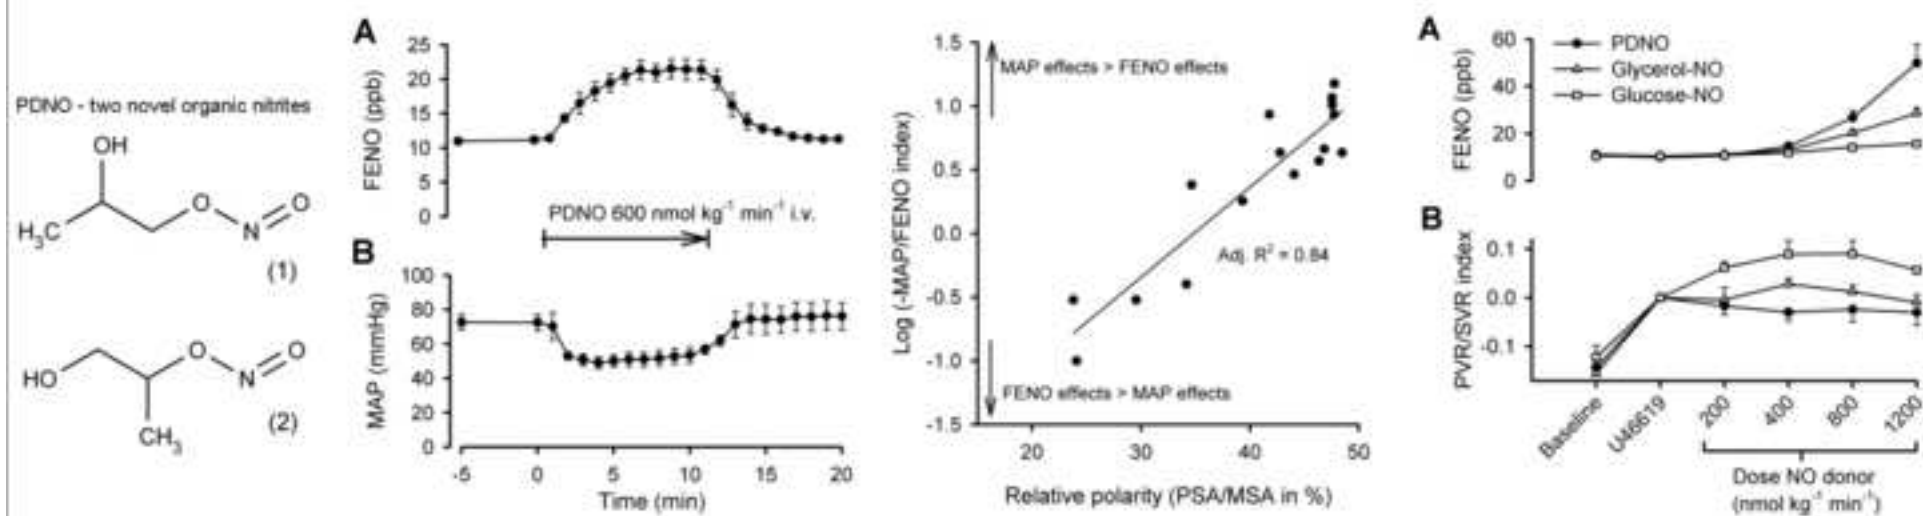 PDNO - two novel organic nitrites
OH
O
O
N
H₃C
(1)
O
O
N
HO
CH₃
(2)
A
FENO (ppb)
25
20
15
10
5
0
PDNO 600 nmol kg⁻¹ min⁻¹ i.v.
B
MAP (mmHg)
100
80
60
40
20
0
-5
0
5
10
15
20
Time (min)
Log (-MAP/FENO index)
1.5
1.0
0.5
0.0
-0.5
-1.0
-1.5
MAP effects > FENO effects
Adj. R² = 0.84
FENO effects > MAP effects
20
30
40
50
Relative polarity (PSA/MSA in %)
A
FENO (ppb)
60
40
20
0
PDNO
Glycerol-NO
Glucose-NO
B
PVR/SVR index
0.1
0.0
-0.1
Baseline
U46619
200
400
800
1200
Dose NO donor
(nmol kg⁻¹ min⁻¹)